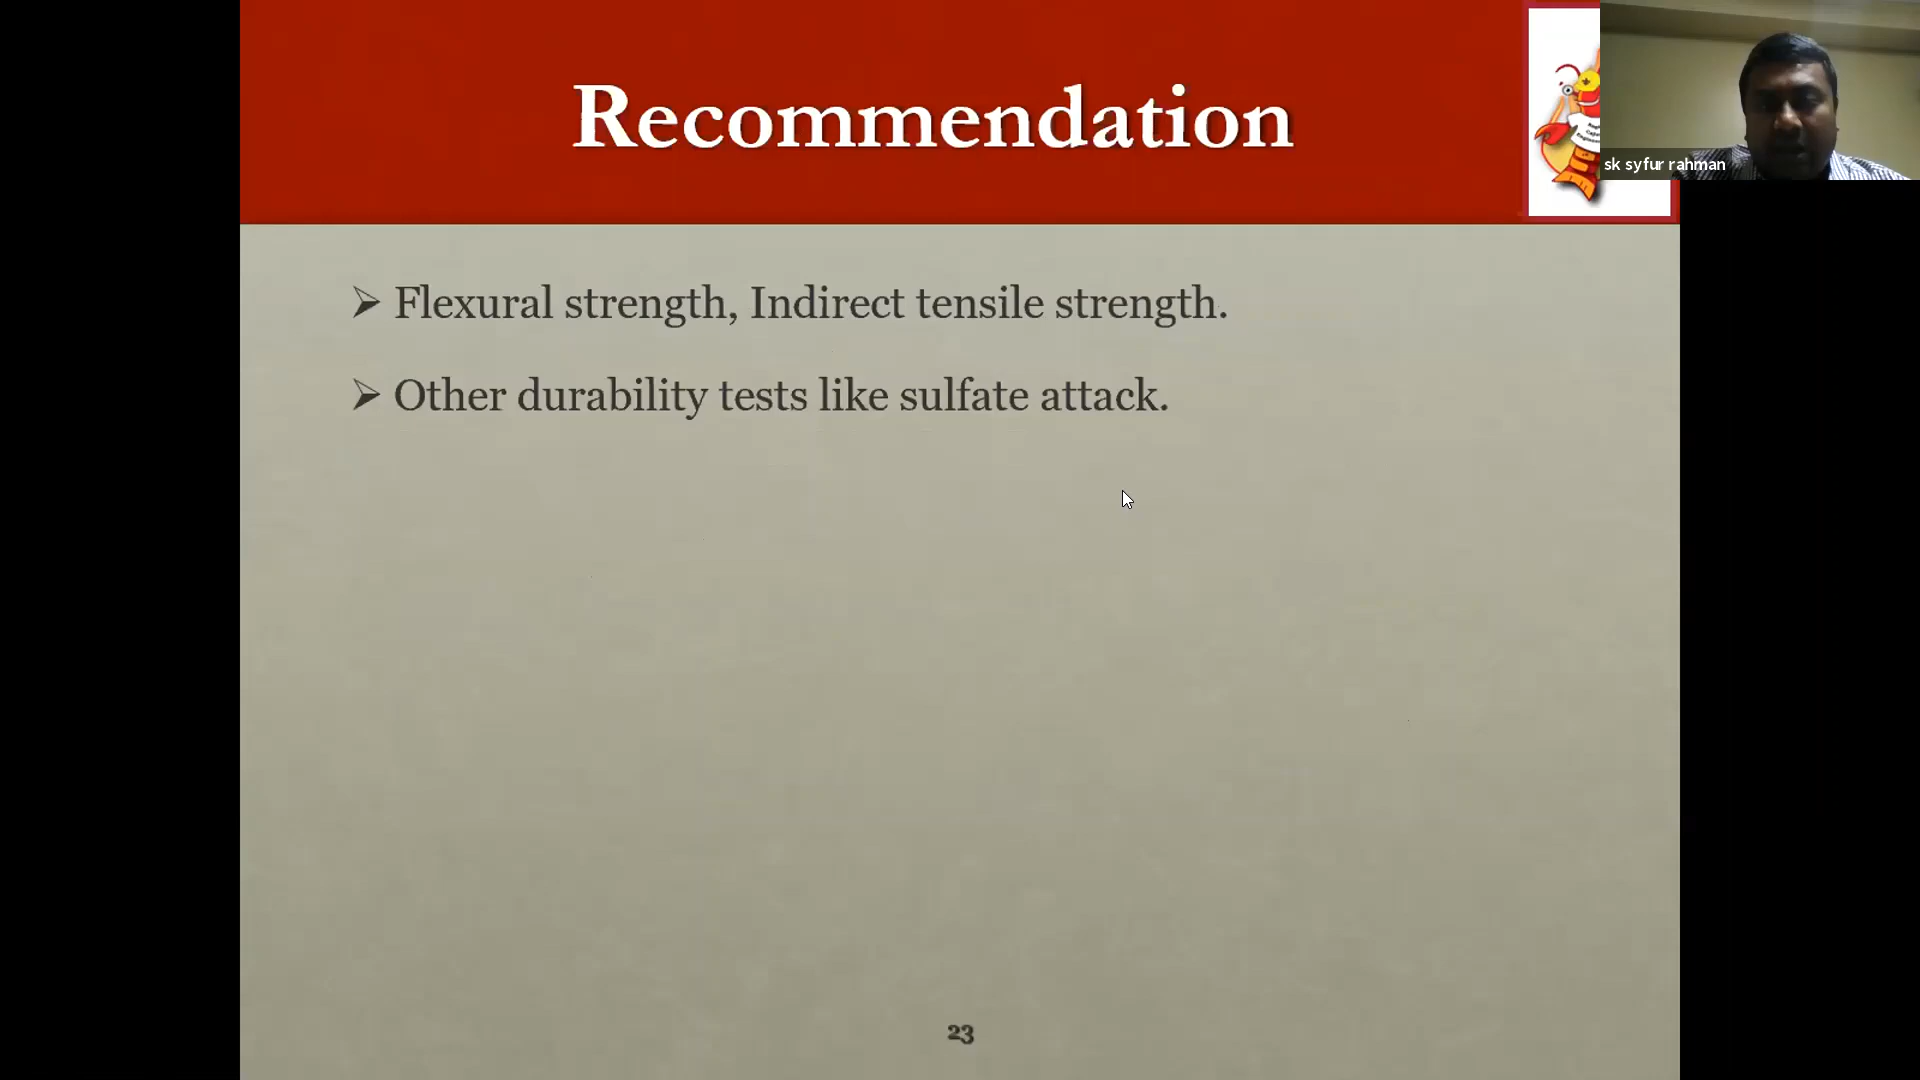 Recommendation
sk syfur rahman
➢ Flexural strength, Indirect tensile strength.
➢ Other durability tests like sulfate attack.
23